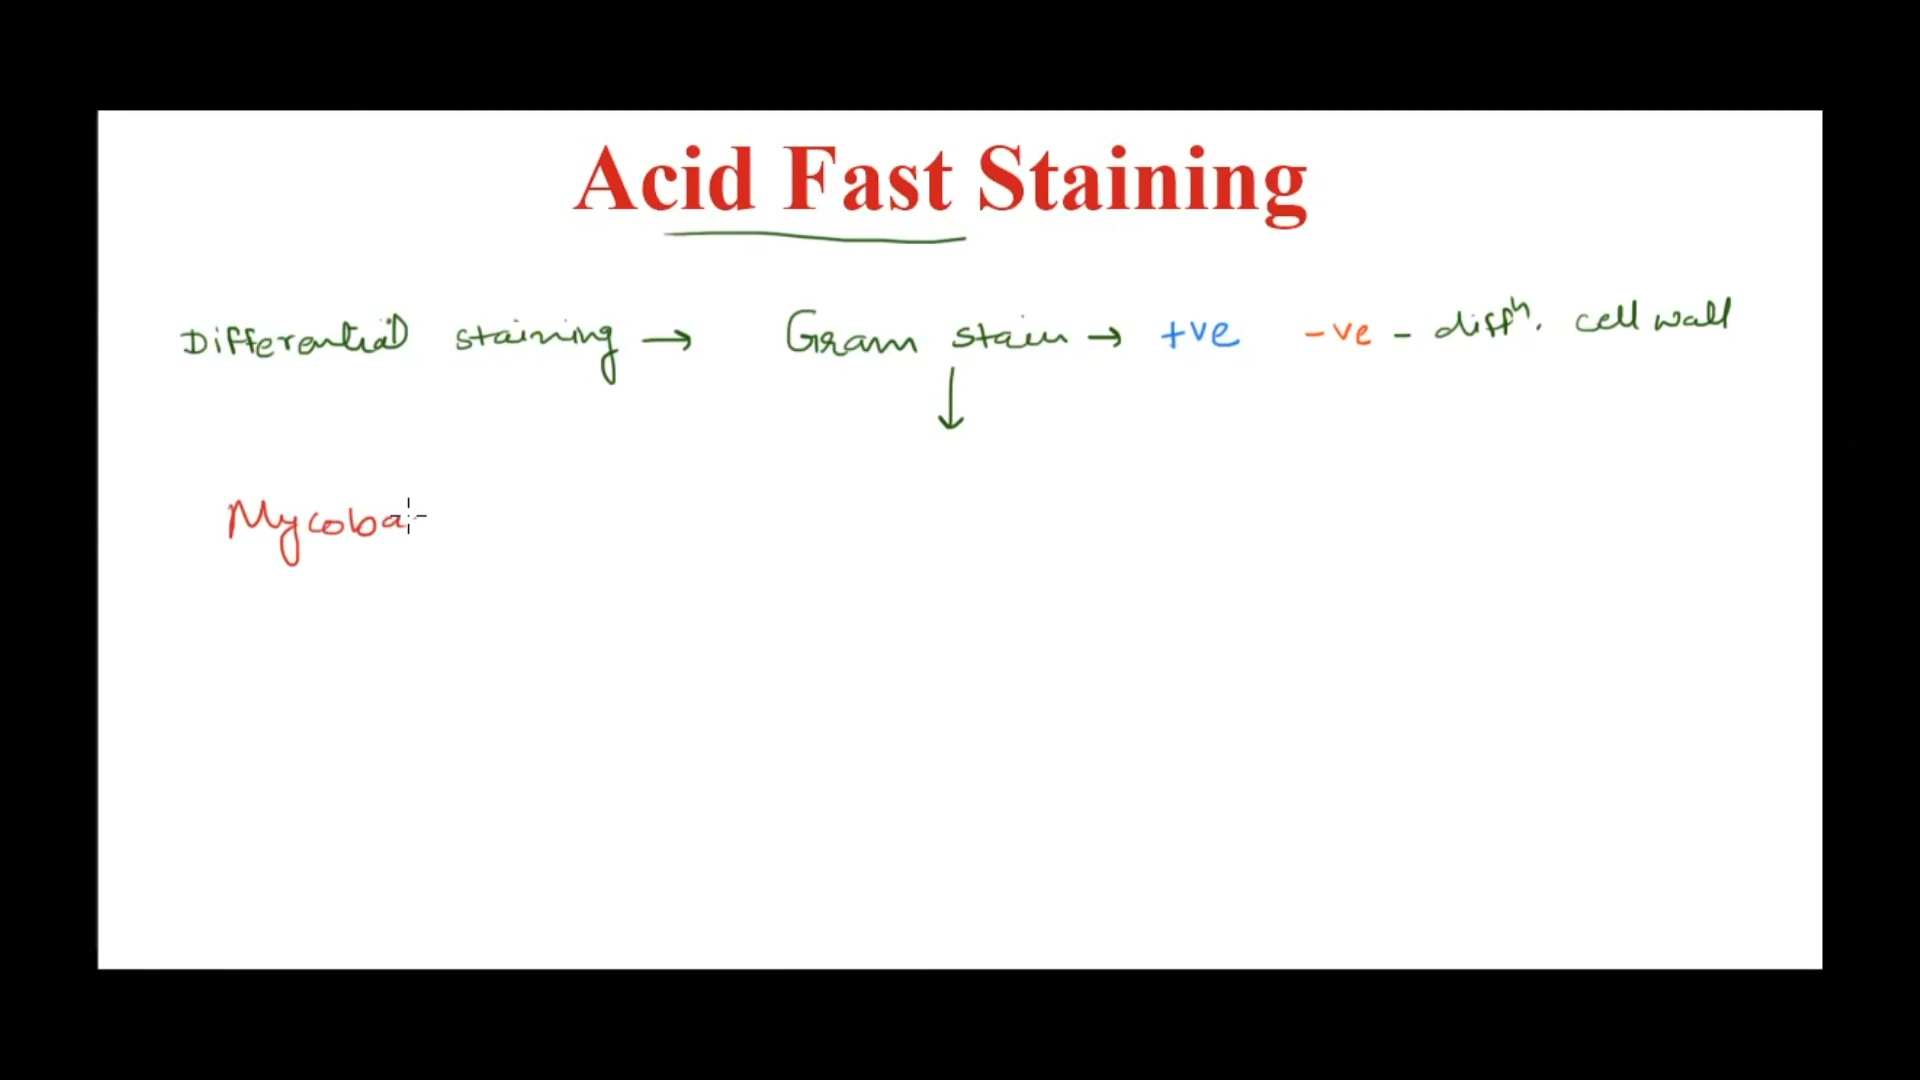 Acid Fast Staining
Differential staining → Gram stain → +ve -ve - diffⁿ. cell wall
↓
Mycoba